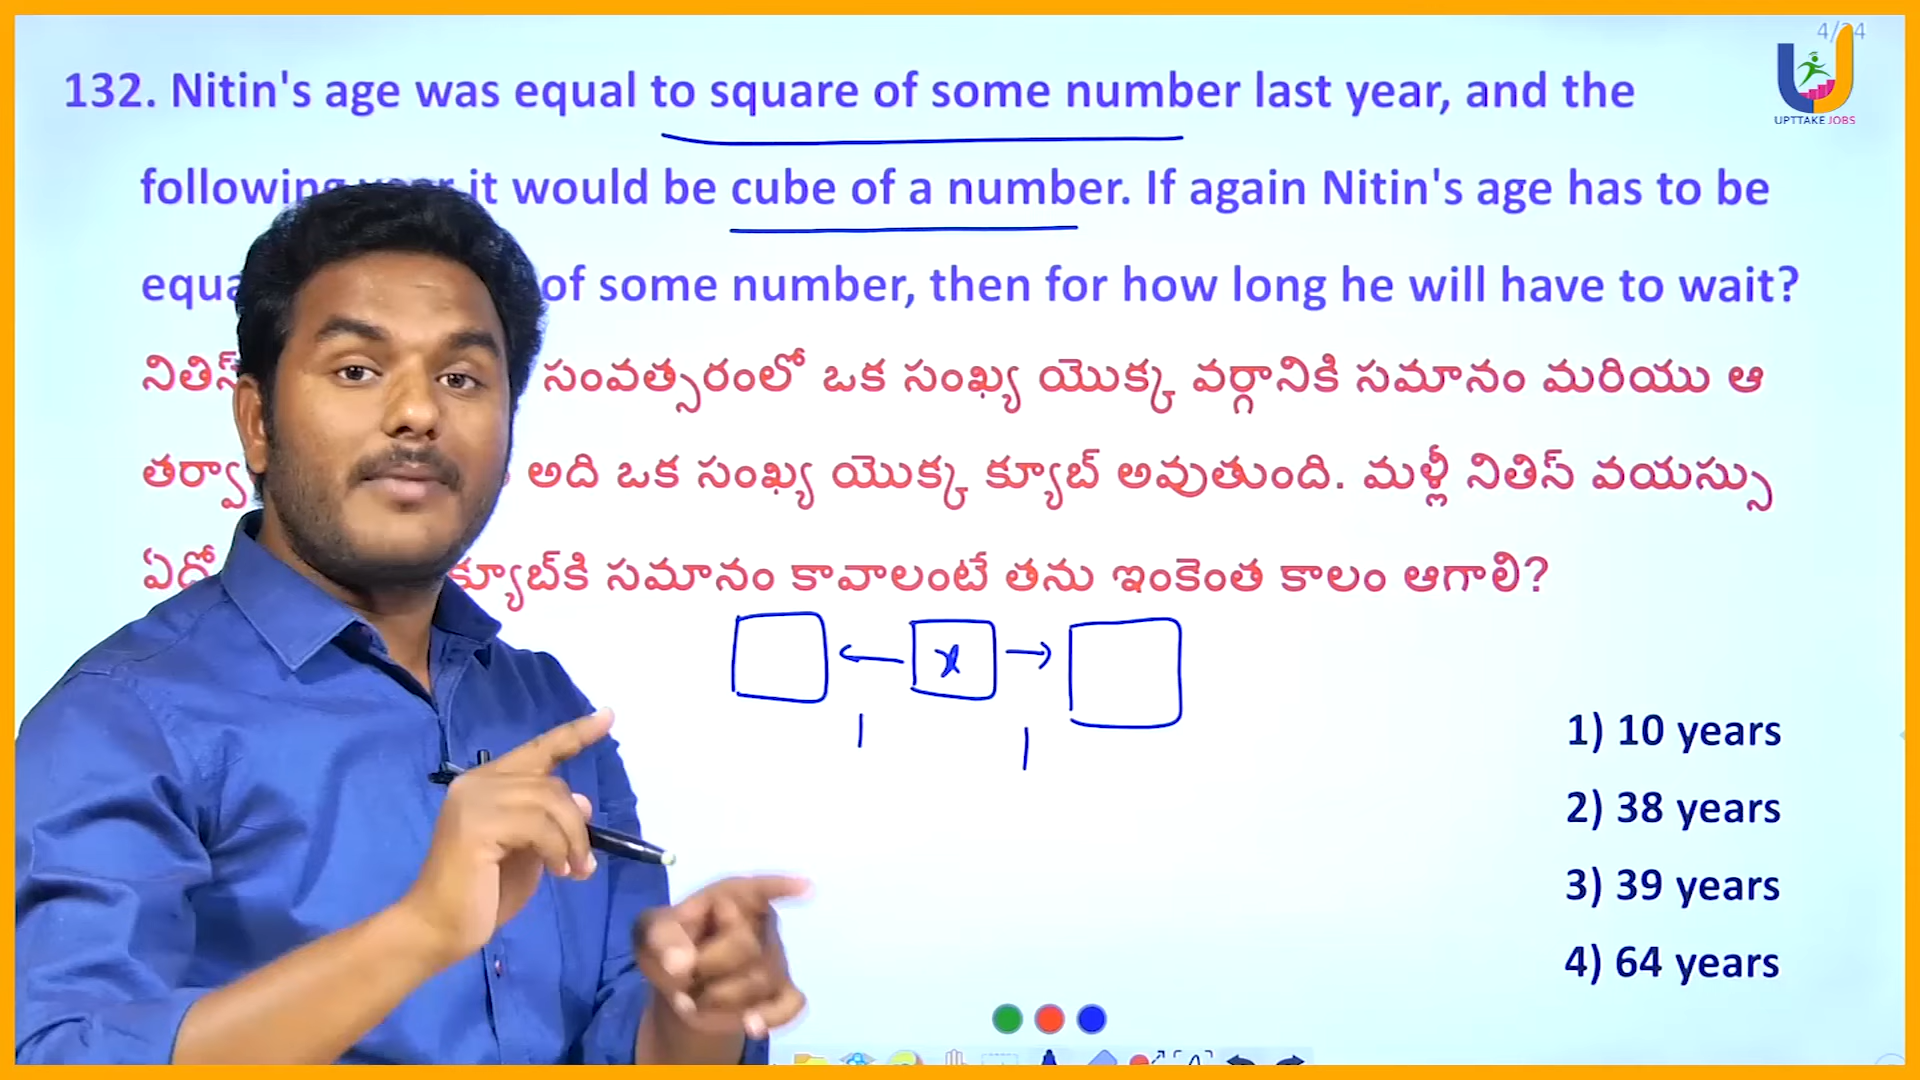 4/
UPTTAKE JOBS
132. Nitin's age was equal to square of some number last year, and the
following it would be cube of a number. If again Nitin's age has to be
of some number, then for how long he will have to wait?
సంవత్సరంలో ఒక సంఖ్య యొక్క వర్గానికి సమానం మరియు ఆ
అది ఒక సంఖ్య యొక్క క్యూబ్ అవుతుంది. మళ్లీ నితిస్ వయస్సు
క్యూబ్‌కి సమానం కావాలంటే తను ఇంకెంత కాలం ఆగాలి?
x
1 1
1) 10 years
2) 38 years
3) 39 years
4) 64 years